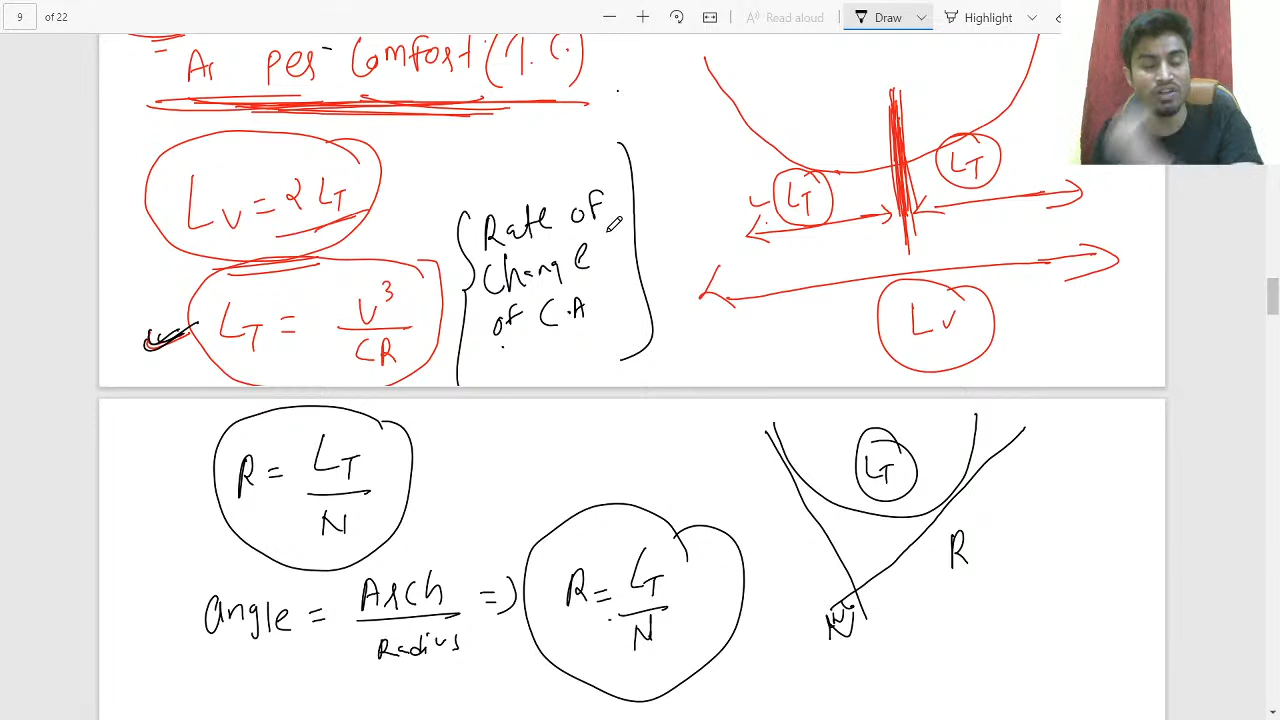 9 of 22
Read aloud
Draw
Highlight
As per Comfort (1.C.)
LV = 2 LT
LT = V³/CR
Rate of
Change
of C.A
LT
LT
LV
R = LT/N
Angle = Arch/Radius => R = LT/N
LT
R
N